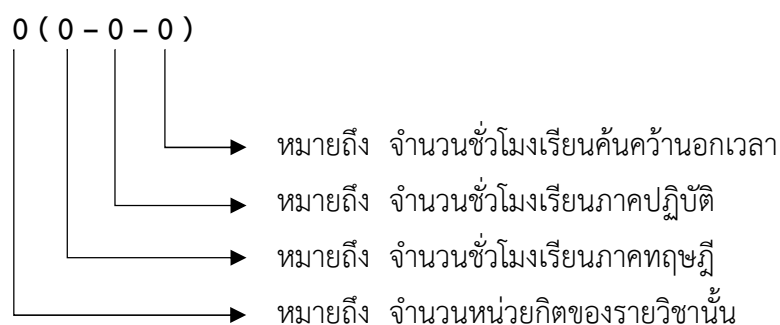 0 ( 0 – 0 – 0 )
หมายถึง จำนวนชั่วโมงเรียนค้นคว้านอกเวลา
หมายถึง จำนวนชั่วโมงเรียนภาคปฏิบัติ
หมายถึง จำนวนชั่วโมงเรียนภาคทฤษฎี
หมายถึง จำนวนหน่วยกิตของรายวิชานั้น